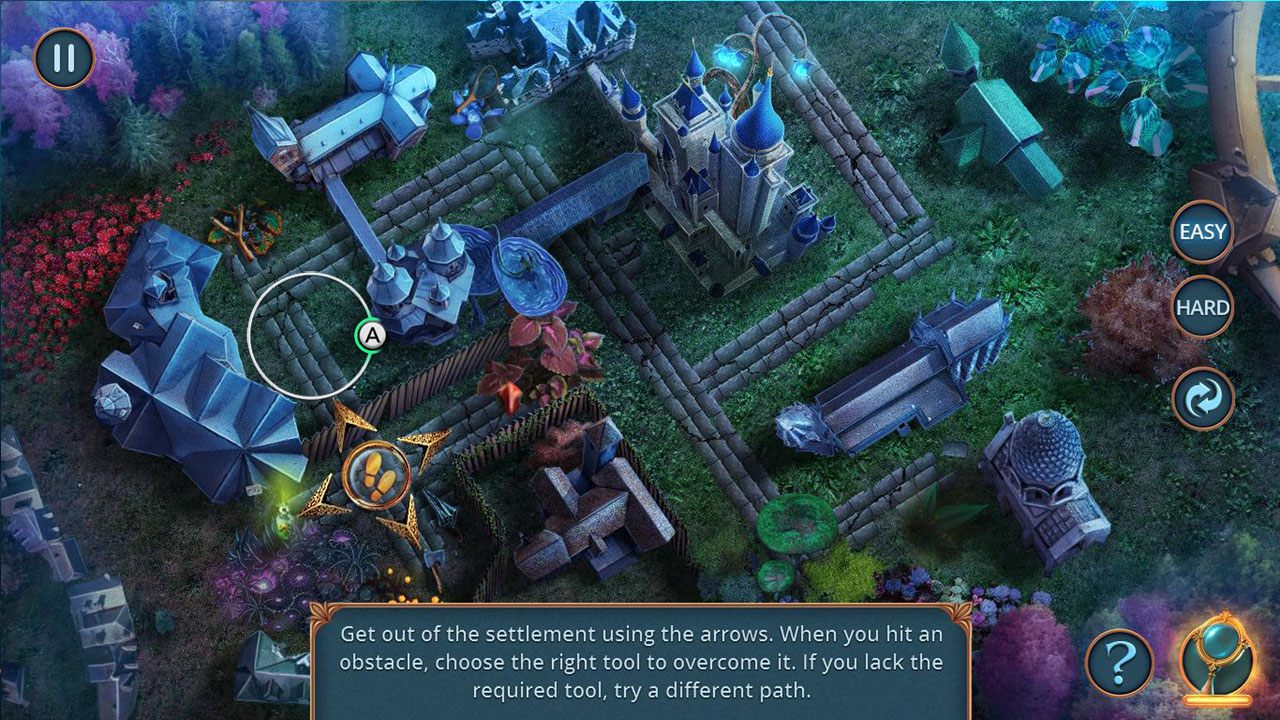 EASY
A
HARD
?
Get out of the settlement using the arrows. When you hit an
obstacle, choose the right tool to overcome it. If you lack the
required tool, try a different path.